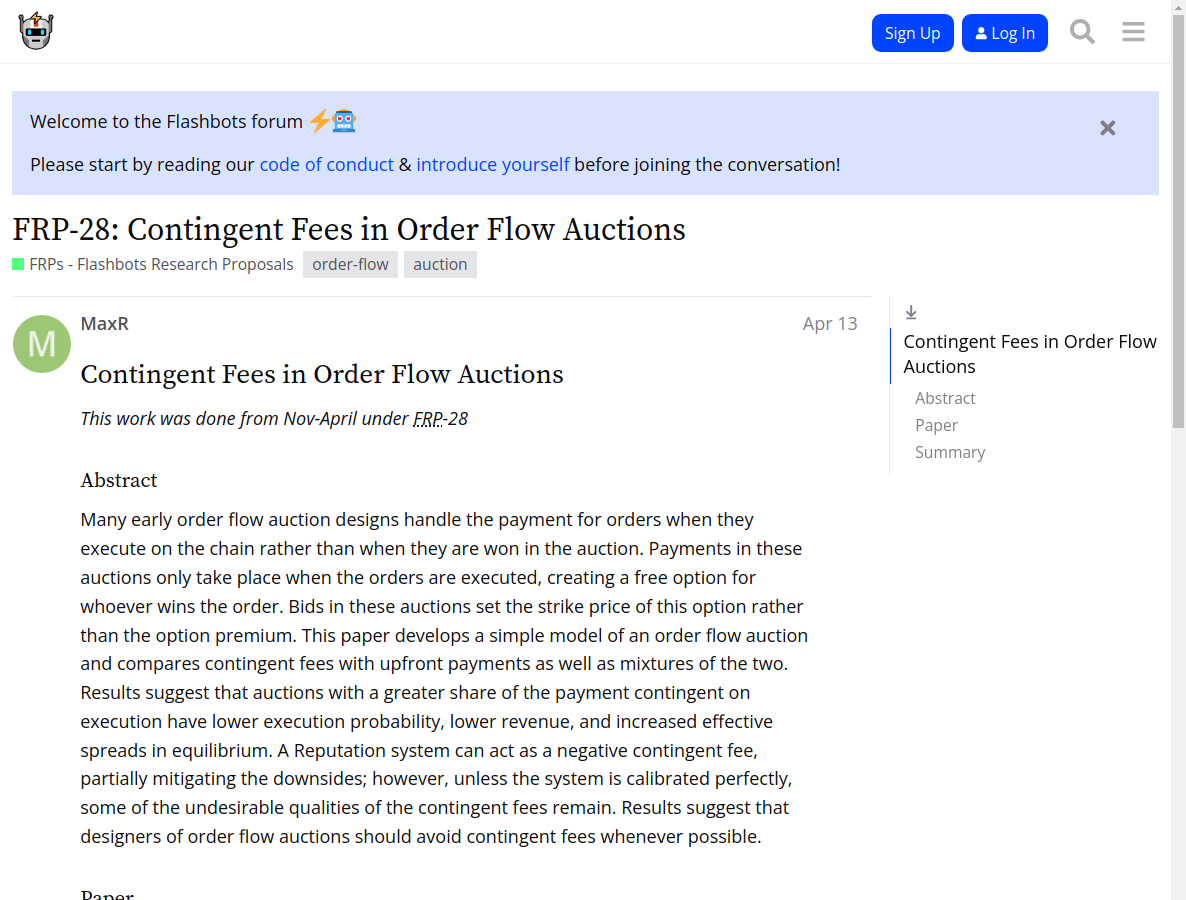 Sign Up
Log In
Welcome to the Flashbots forum
Please start by reading our code of conduct & introduce yourself before joining the conversation!
FRP-28: Contingent Fees in Order Flow Auctions
FRPs - Flashbots Research Proposals order-flow auction
M
MaxR
Apr 13
Contingent Fees in Order Flow Auctions
This work was done from Nov-April under FRP-28
Abstract
Many early order flow auction designs handle the payment for orders when they
execute on the chain rather than when they are won in the auction. Payments in these
auctions only take place when the orders are executed, creating a free option for
whoever wins the order. Bids in these auctions set the strike price of this option rather
than the option premium. This paper develops a simple model of an order flow auction
and compares contingent fees with upfront payments as well as mixtures of the two.
Results suggest that auctions with a greater share of the payment contingent on
execution have lower execution probability, lower revenue, and increased effective
spreads in equilibrium. A Reputation system can act as a negative contingent fee,
partially mitigating the downsides; however, unless the system is calibrated perfectly,
some of the undesirable qualities of the contingent fees remain. Results suggest that
designers of order flow auctions should avoid contingent fees whenever possible.
Paper
Contingent Fees in Order Flow
Auctions
Abstract
Paper
Summary